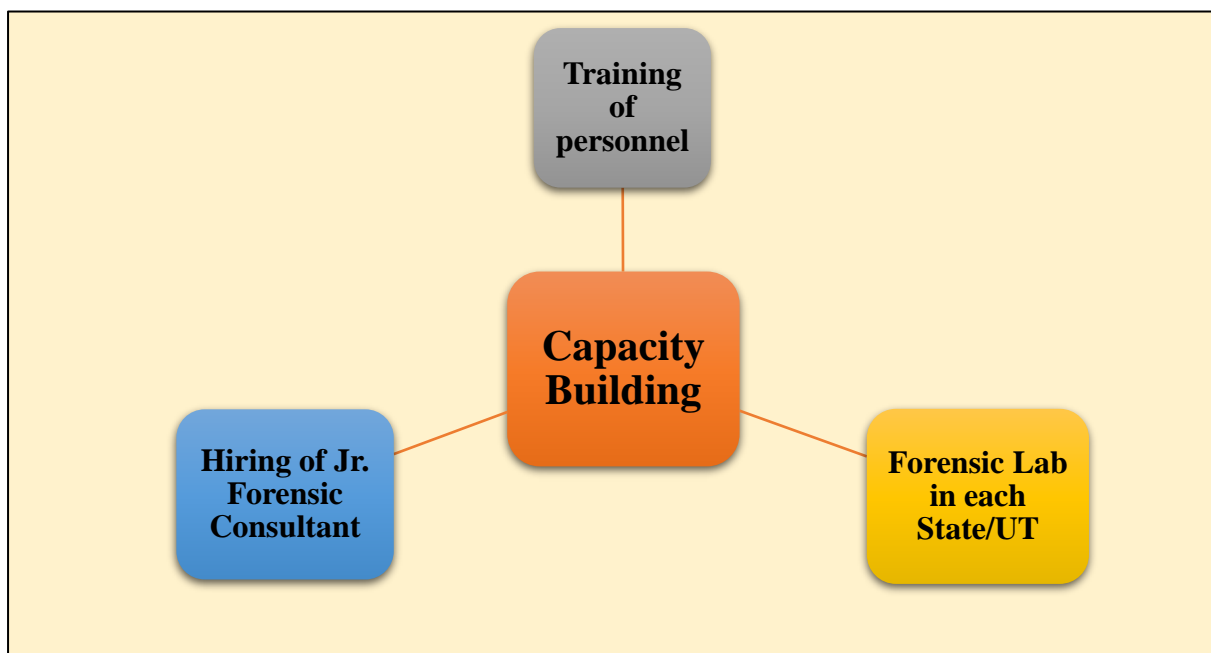 Training
of
personnel
Capacity
Building
Hiring of Jr.
Forensic
Consultant
Forensic Lab
in each
State/UT